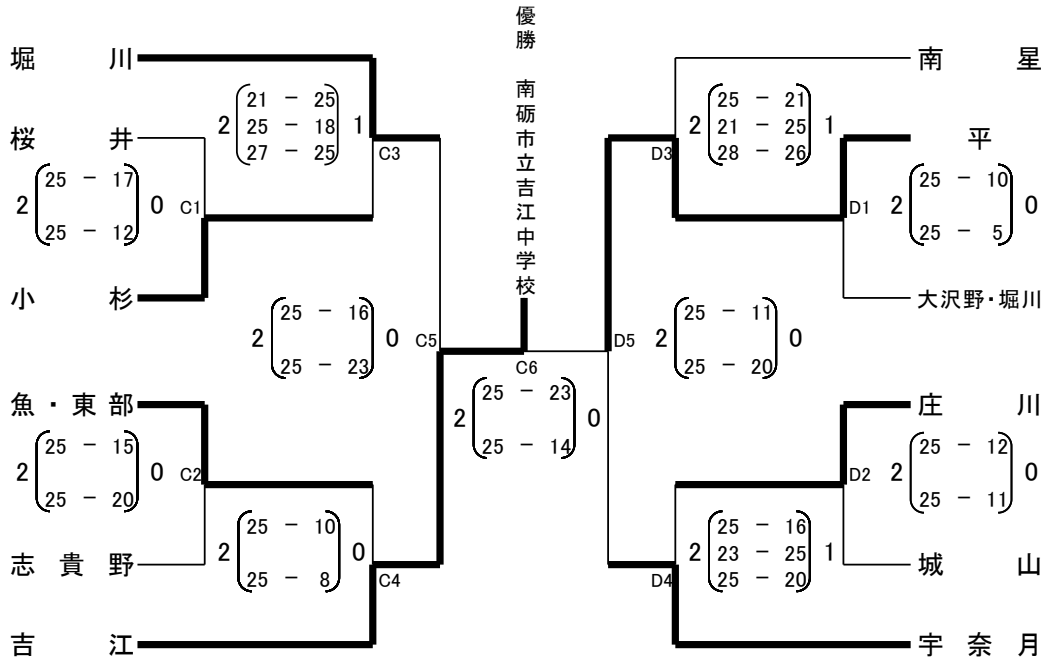 優勝 南砺市立吉江中学校
堀川
桜井
小杉
魚・東部
志貴野
吉江
南星
平
大沢野・堀川
庄川
城山
宇奈月
C1
2 0
25 － 17
25 － 12
C2
2 0
25 － 15
25 － 20
C3
2 1
21 － 25
25 － 18
27 － 25
C4
2 0
25 － 10
25 － 8
C5
2 0
25 － 16
25 － 23
C6
2 0
25 － 23
25 － 14
D1
2 0
25 － 10
25 － 5
D2
2 0
25 － 12
25 － 11
D3
2 1
25 － 21
21 － 25
28 － 26
D4
2 1
25 － 16
23 － 25
25 － 20
D5
2 0
25 － 11
25 － 20